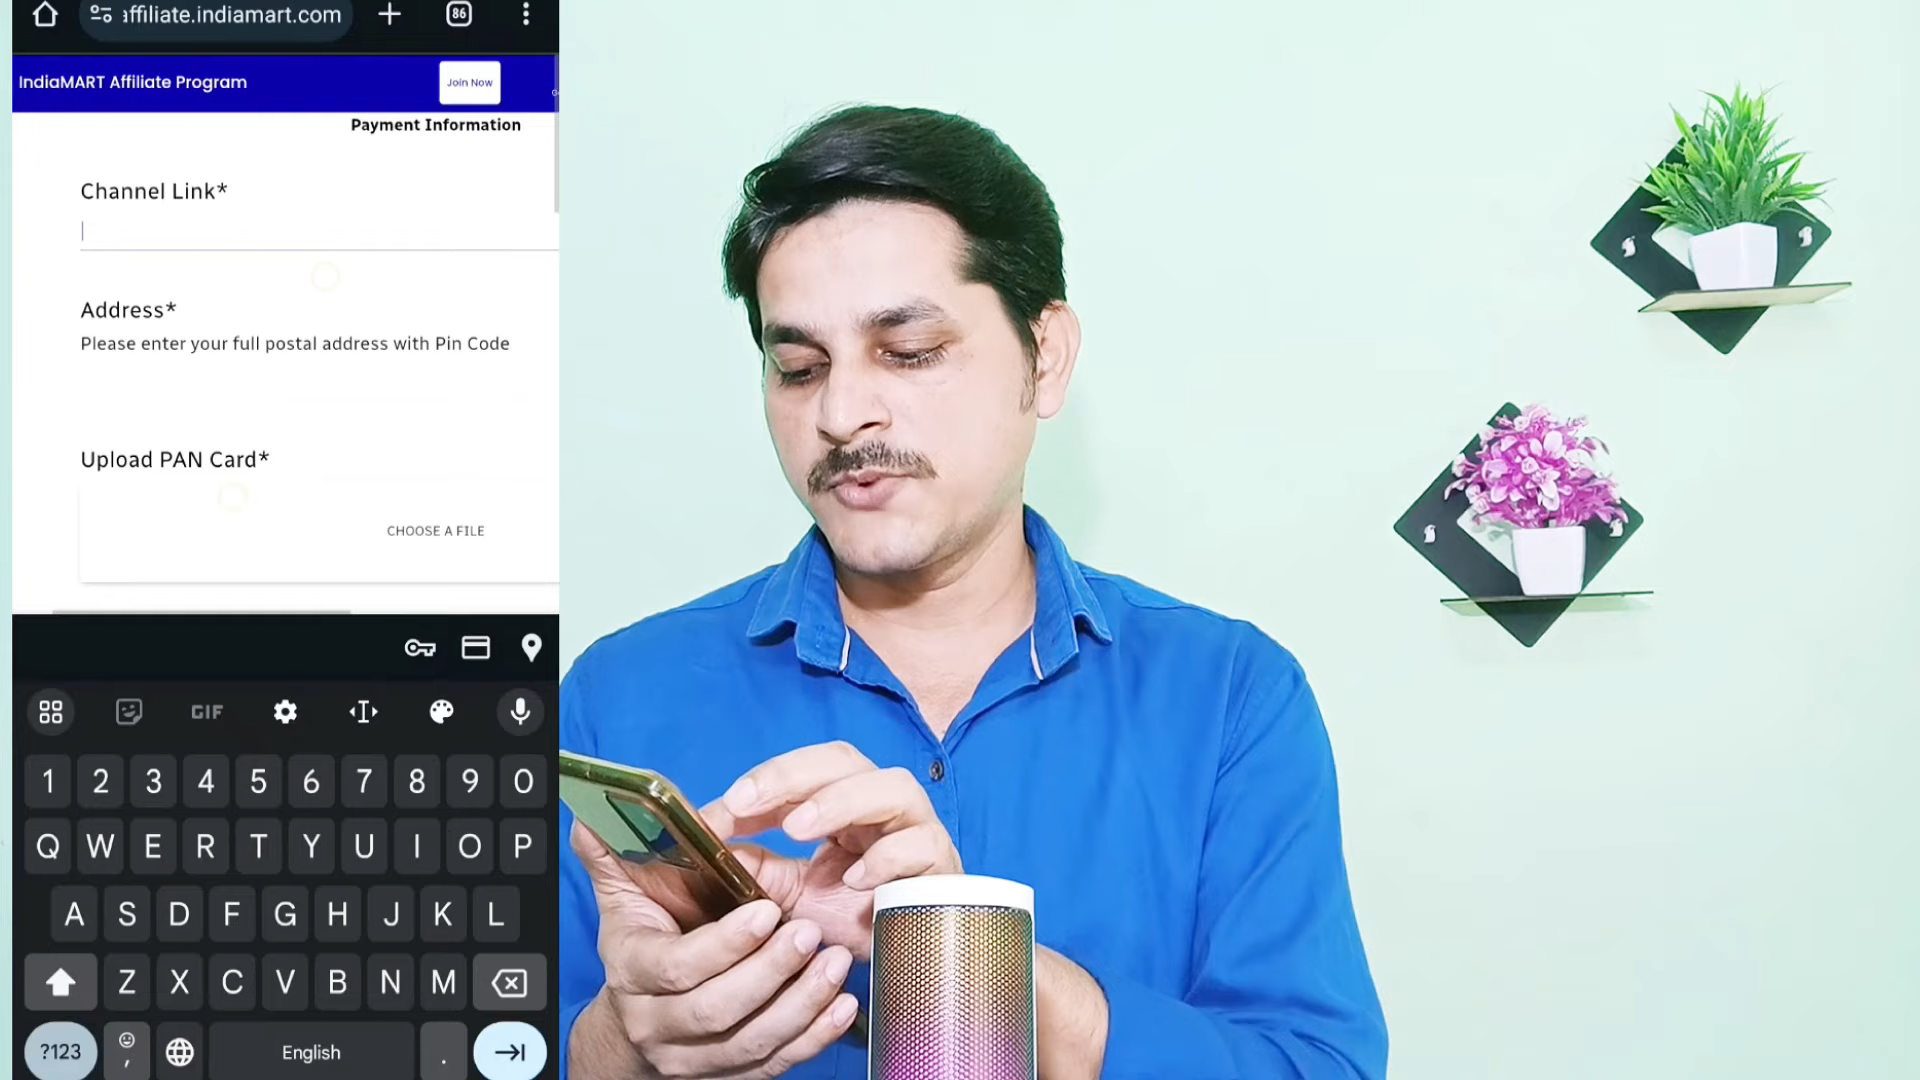 affiliate.indiamart.com
86
IndiaMART Affiliate Program
Join Now
Payment Information
Channel Link*
Address*
Please enter your full postal address with Pin Code
Upload PAN Card*
CHOOSE A FILE
GIF
1 2 3 4 5 6 7 8 9 0
Q W E R T Y U I O P
A S D F G H J K L
Z X C V B N M
?123 , English .